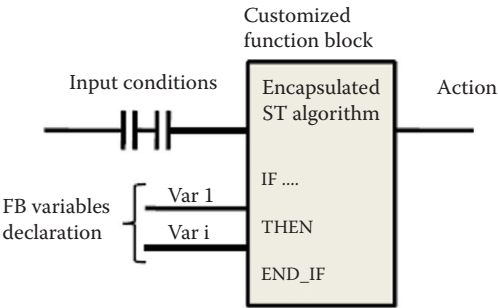 Customized
function block
Input conditions
Encapsulated
ST algorithm
Action
IF ....
FB variables
declaration
Var 1
Var i
THEN
END_IF